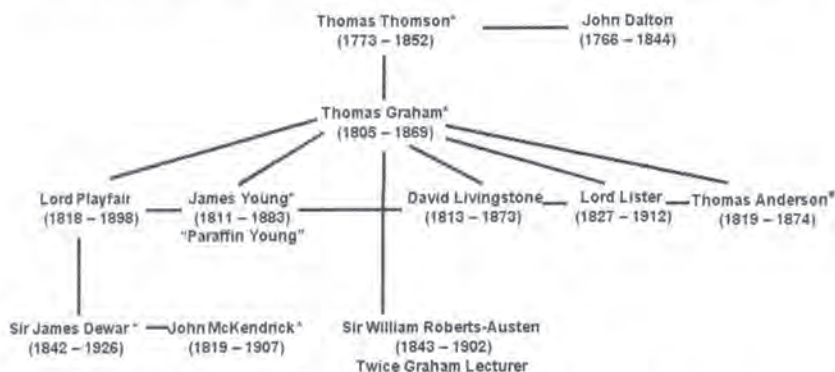 Thomas Thomson* John Dalton
(1773 – 1852) (1766 – 1844)
Thomas Graham*
(1805 – 1869)
Lord Playfair James Young* David Livingstone Lord Lister Thomas Anderson*
(1818 – 1898) (1811 – 1883) (1813 – 1873) (1827 – 1912) (1819 – 1874)
"Paraffin Young"
Sir James Dewar* John McKendrick* Sir William Roberts-Austen
(1842 – 1926) (1819 – 1907) (1843 – 1902)
Twice Graham Lecturer